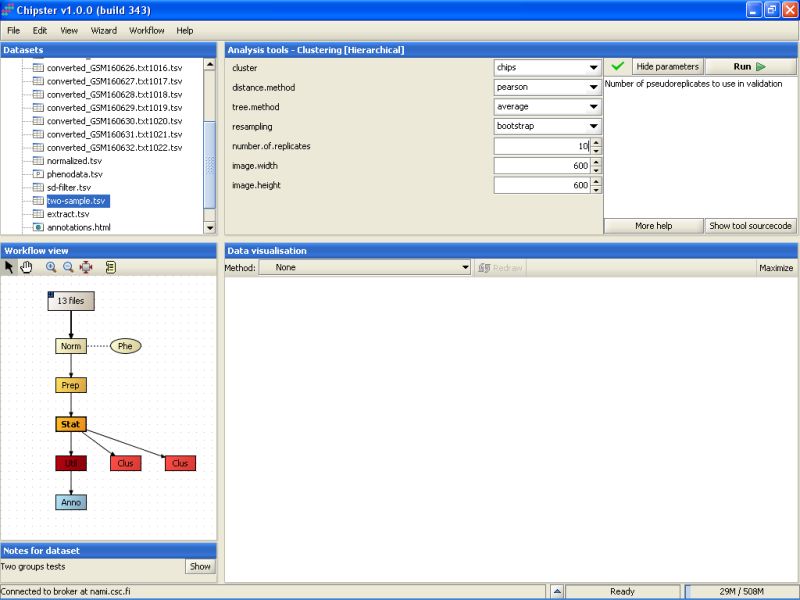 Chipster v1.0.0 (build 343)
File Edit View Wizard Workflow Help
Datasets
converted_GSM160626.txt1016.tsv
converted_GSM160627.txt1017.tsv
converted_GSM160628.txt1018.tsv
converted_GSM160629.txt1019.tsv
converted_GSM160630.txt1020.tsv
converted_GSM160631.txt1021.tsv
converted_GSM160632.txt1022.tsv
normalized.tsv
phenodata.tsv
sd-filter.tsv
two-sample.tsv
extract.tsv
annotations.html
Analysis tools - Clustering [Hierarchical]
cluster chips
distance.method pearson
tree.method average
resampling bootstrap
number.of.replicates 10
image.width 600
image.height 600
Hide parameters Run
Number of pseudoreplicates to use in validation
More help Show tool sourcecode
Workflow view
13 files
Norm Phe
Prep
Stat
Clus Clus
Anno
Data visualisation
Method: None Redraw Maximize
Notes for dataset
Two groups tests Show
Connected to broker at nami.csc.fi Ready 29M / 508M